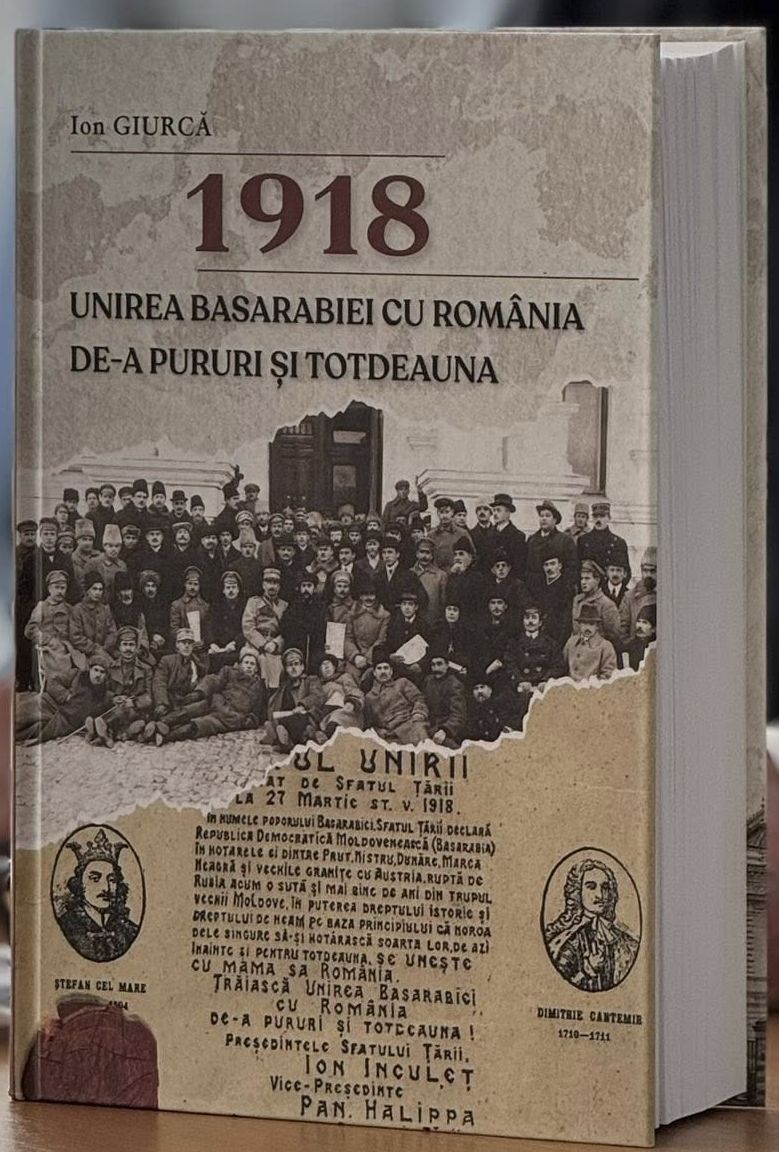 Ion GIURCĂ
1918
UNIREA BASARABIEI CU ROMÂNIA
DE-A PURURI ȘI TOTDEAUNA
UL UNIRII
AT DE SFATUL ȚĂRII
LA 27 MARTIE ST. V. 1918.
ÎN NUMELE POPORULUI BASARABIEI, SFATUL ȚĂRII DECLARĂ
REPUBLICA DEMOCRATICĂ MOLDOVENEASCĂ (BASARABIA)
ÎN HOTARELE EI DINTRE PRUT, NISTRU, DUNĂRE, MAREA
NEAGRĂ ȘI VECHILE GRANIȚE CU AUSTRIA, RUPTĂ DE
RUSIA ACUM O SUTĂ ȘI MAI BINE DE ANI DIN TRUPUL
VECHII MOLDOVE, ÎN PUTEREA DREPTULUI ISTORIC ȘI
DREPTULUI DE NEAM, PE BAZA PRINCIPIULUI CĂ NOROA
DELE SINGURE SĂ-ȘI HOTĂRASCĂ SOARTA LOR, DE AZI
ÎNAINTE ȘI PENTRU TOTDEAUNA, SE UNEȘTE
CU MAMA SA ROMÂNIA.
TRĂIASCĂ UNIREA BASARABIEI
CU ROMÂNIA
DE-A PURURI ȘI TOTDEAUNA!
PREȘEDINTELE SFATULUI ȚĂRII,
ION INCULEȚ
VICE-PREȘEDINTE
PAN. HALIPPA
ȘTEFAN CEL MARE
1504
DIMITRIE CANTEMIR
1710—1711